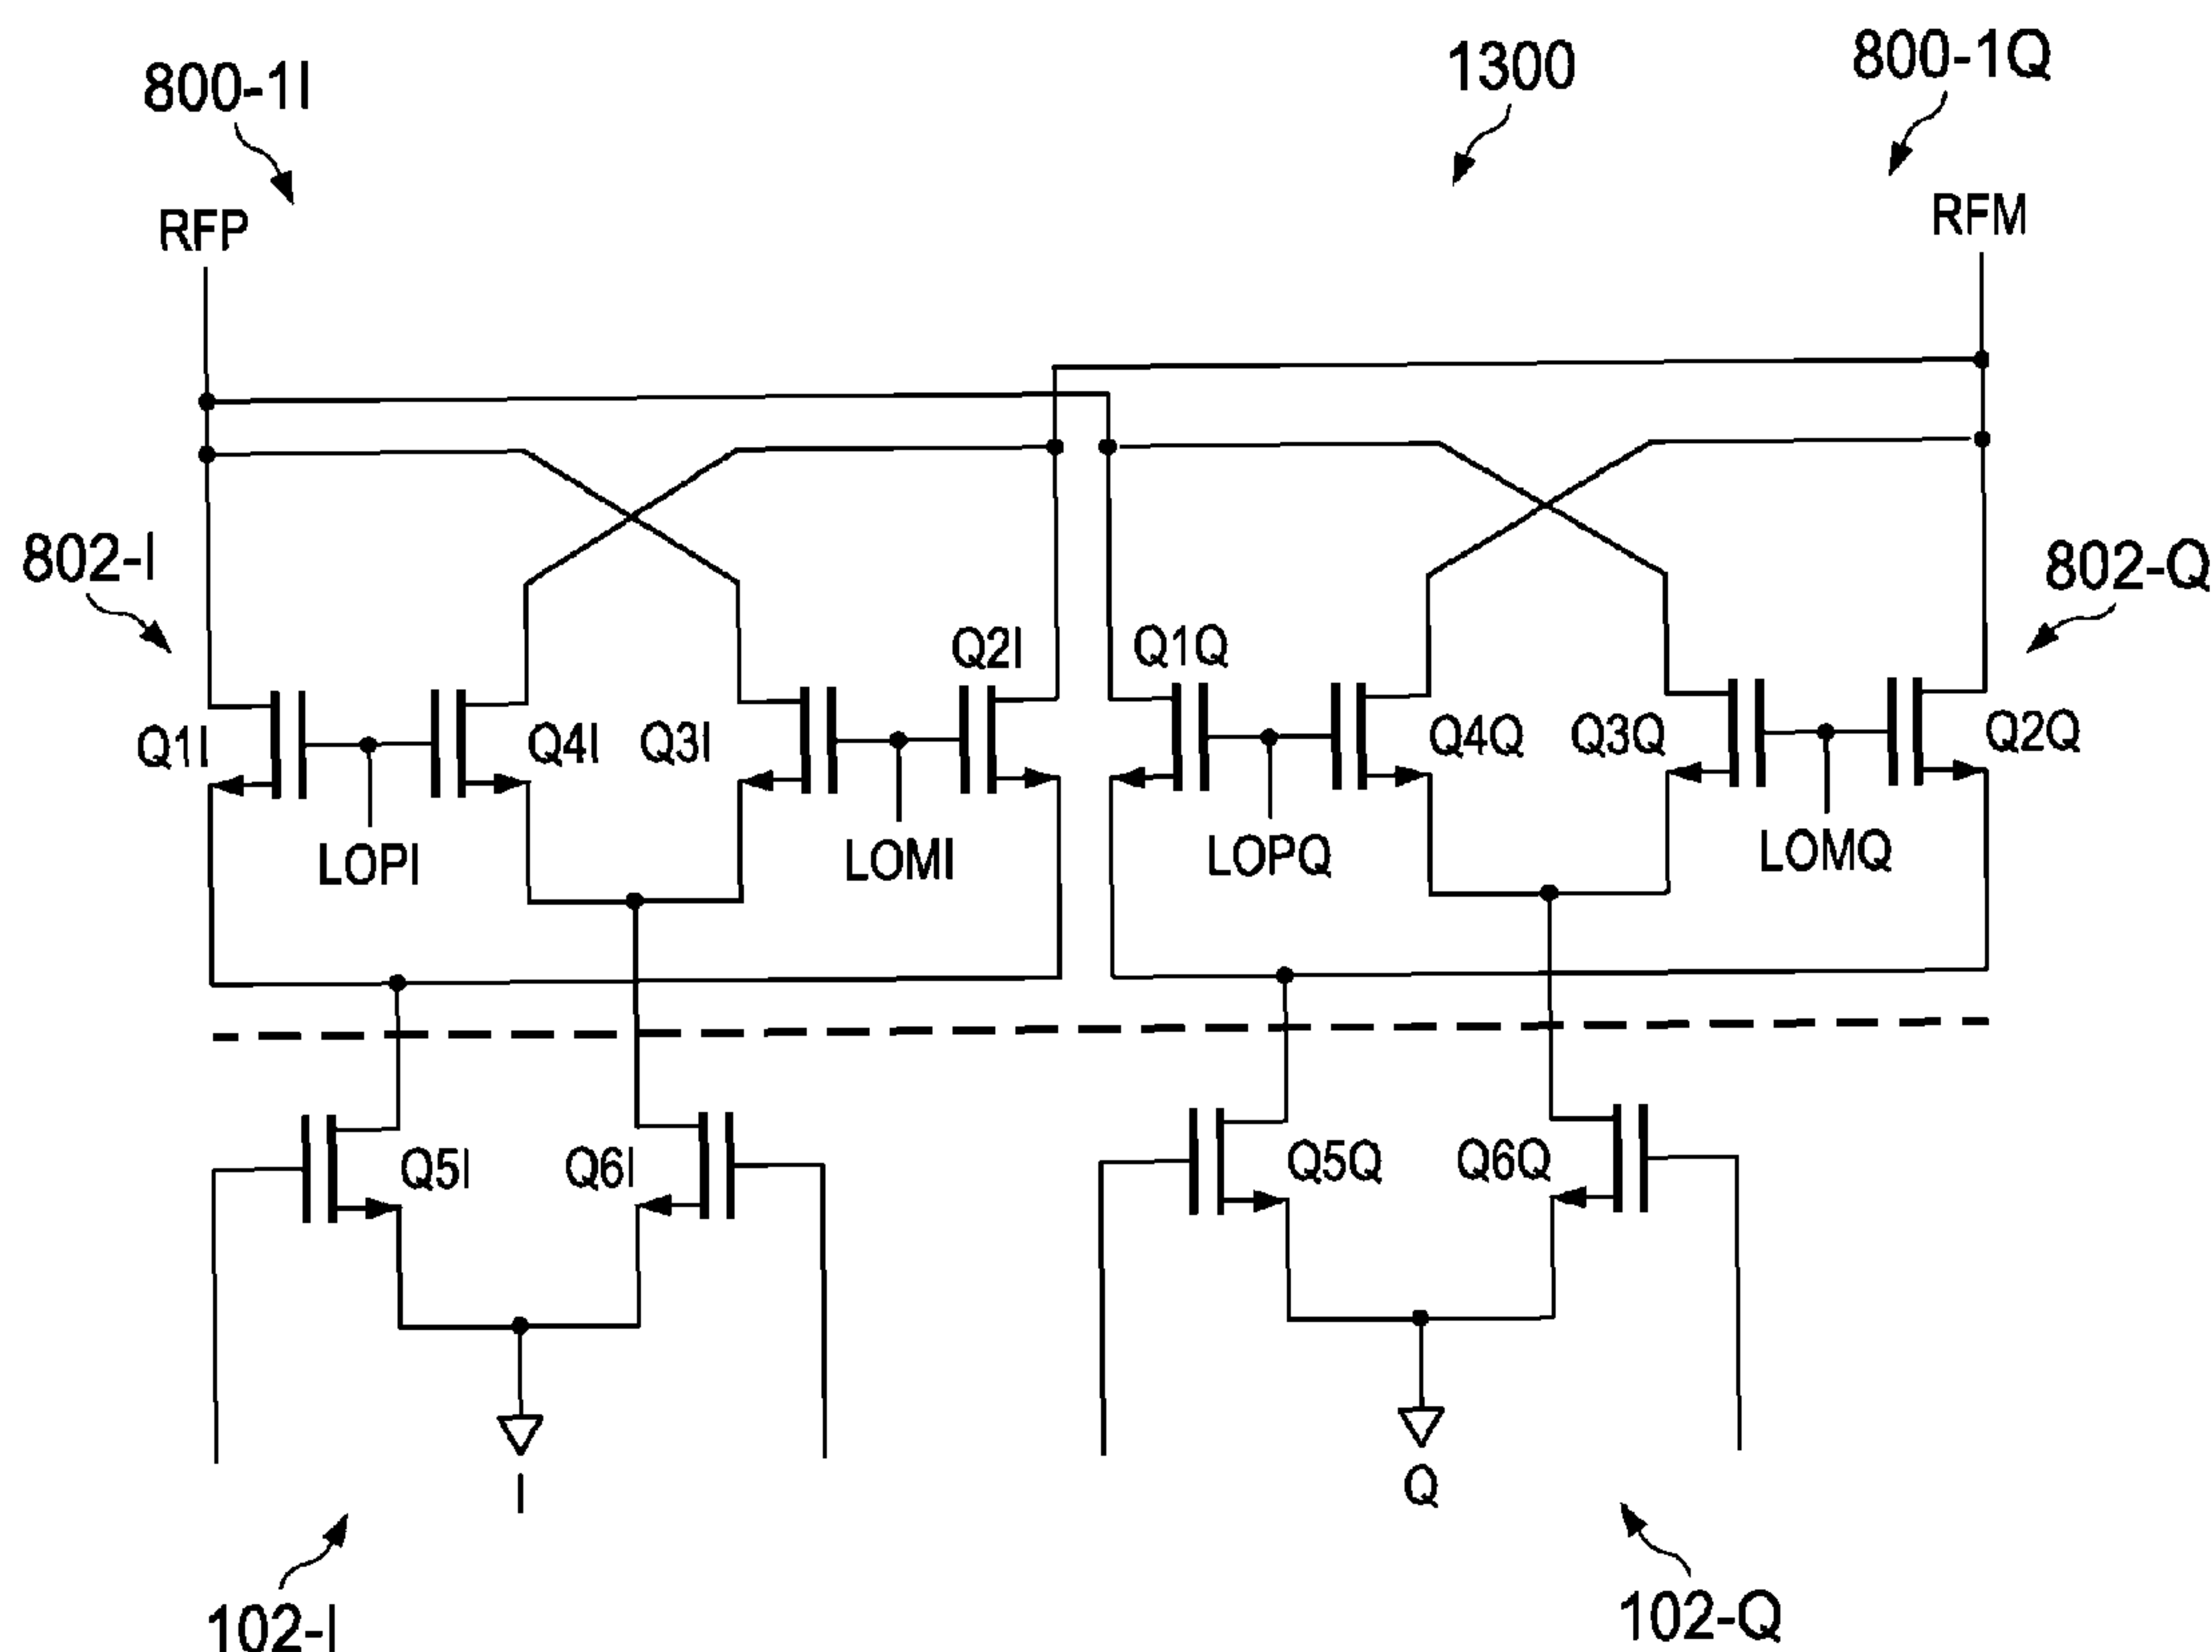 800-1I
1300
800-1Q
RFP
RFM
802-I
802-Q
Q2I
Q1Q
Q1I
Q4I
Q3I
Q4Q
Q3Q
Q2Q
LOPI
LOMI
LOPQ
LOMQ
Q5I
Q6I
Q5Q
Q6Q
I
Q
102-I
102-Q